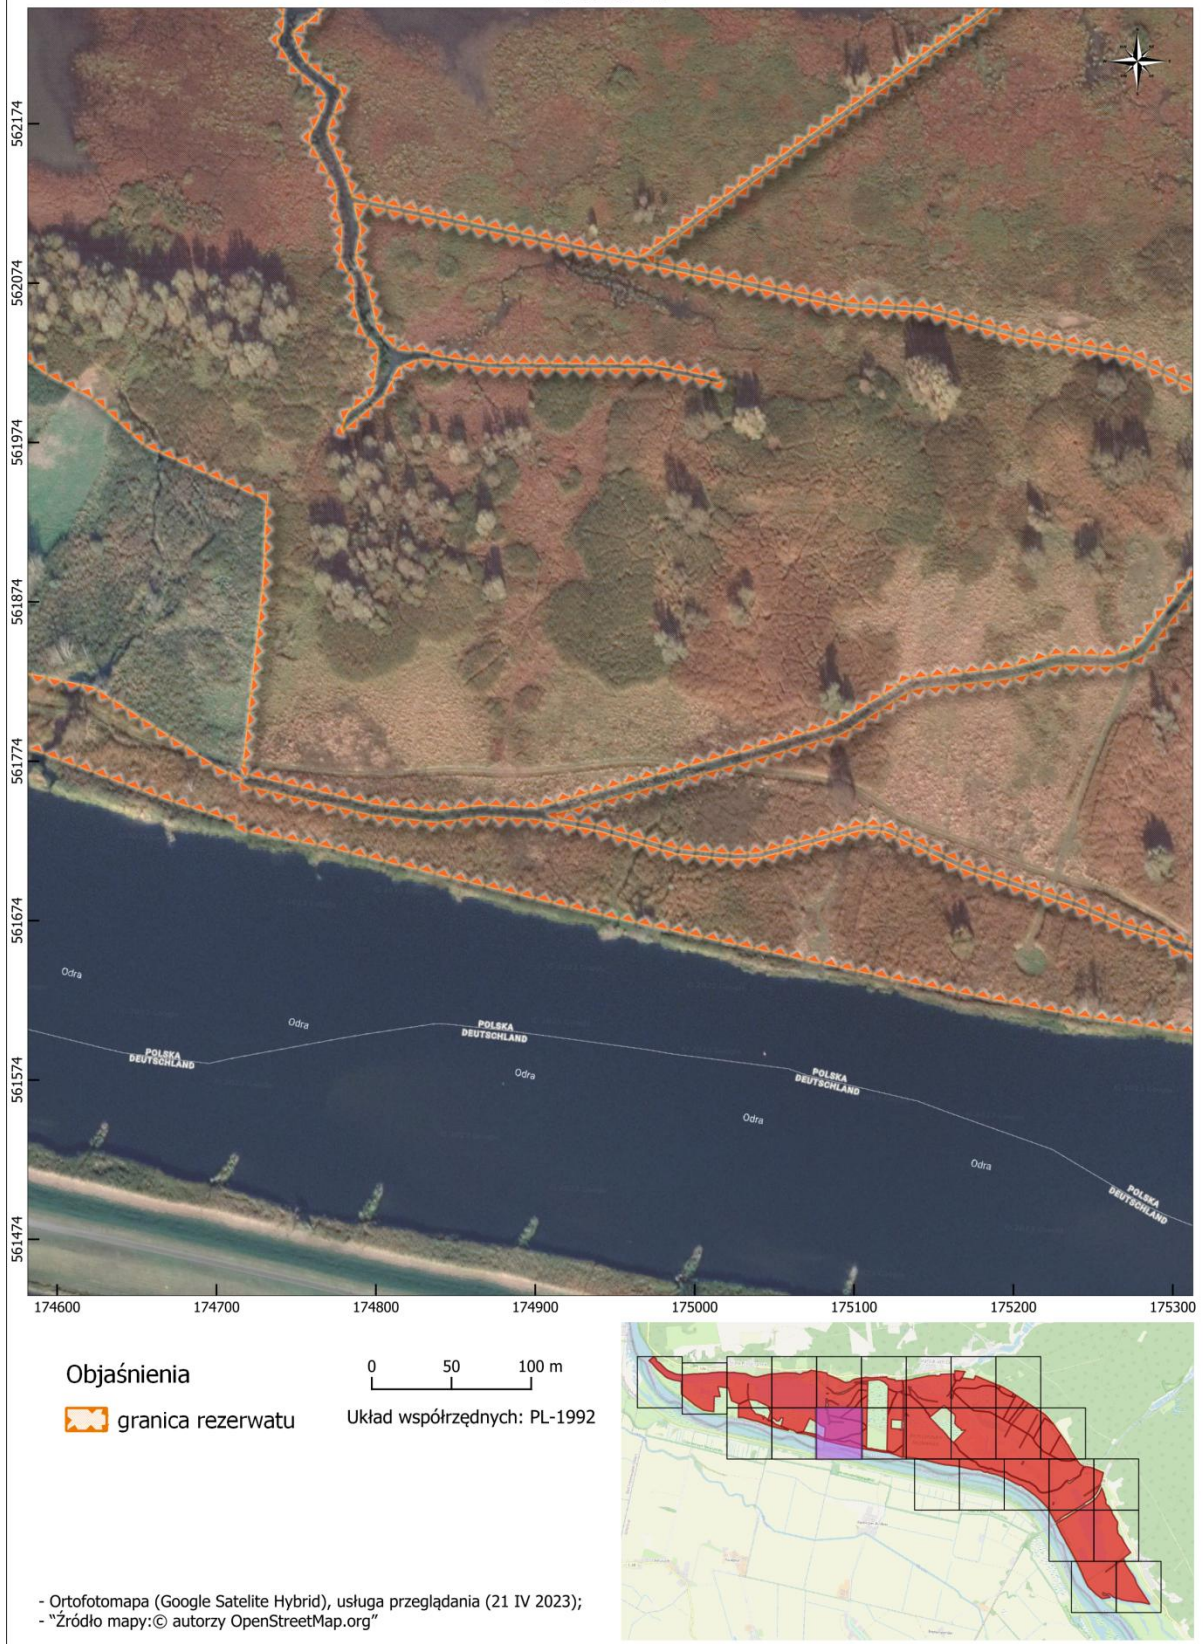 562174
562074
561974
561874
561774
561674
561574
561474
Odra
Odra
Odra
Odra
Odra
POLSKA
DEUTSCHLAND
POLSKA
DEUTSCHLAND
POLSKA
DEUTSCHLAND
POLSKA
DEUTSCHLAND
174600 174700 174800 174900 175000 175100 175200 175300
Objaśnienia
granica rezerwatu
0 50 100 m
Układ współrzędnych: PL-1992
- Ortofotomapa (Google Satelite Hybrid), usługa przeglądania (21 IV 2023);
- "Źródło mapy:© autorzy OpenStreetMap.org"